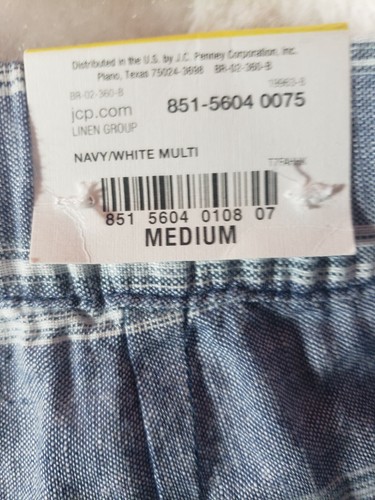 Distributed in the U.S. by J.C. Penney Corporation, Inc.
Plano, Texas 75024-3698 BR-02-360-B
BR-02-360-B
jcp.com 851-5604 0075
LINEN GROUP
NAVY/WHITE MULTI
851 5604 0108 07
MEDIUM